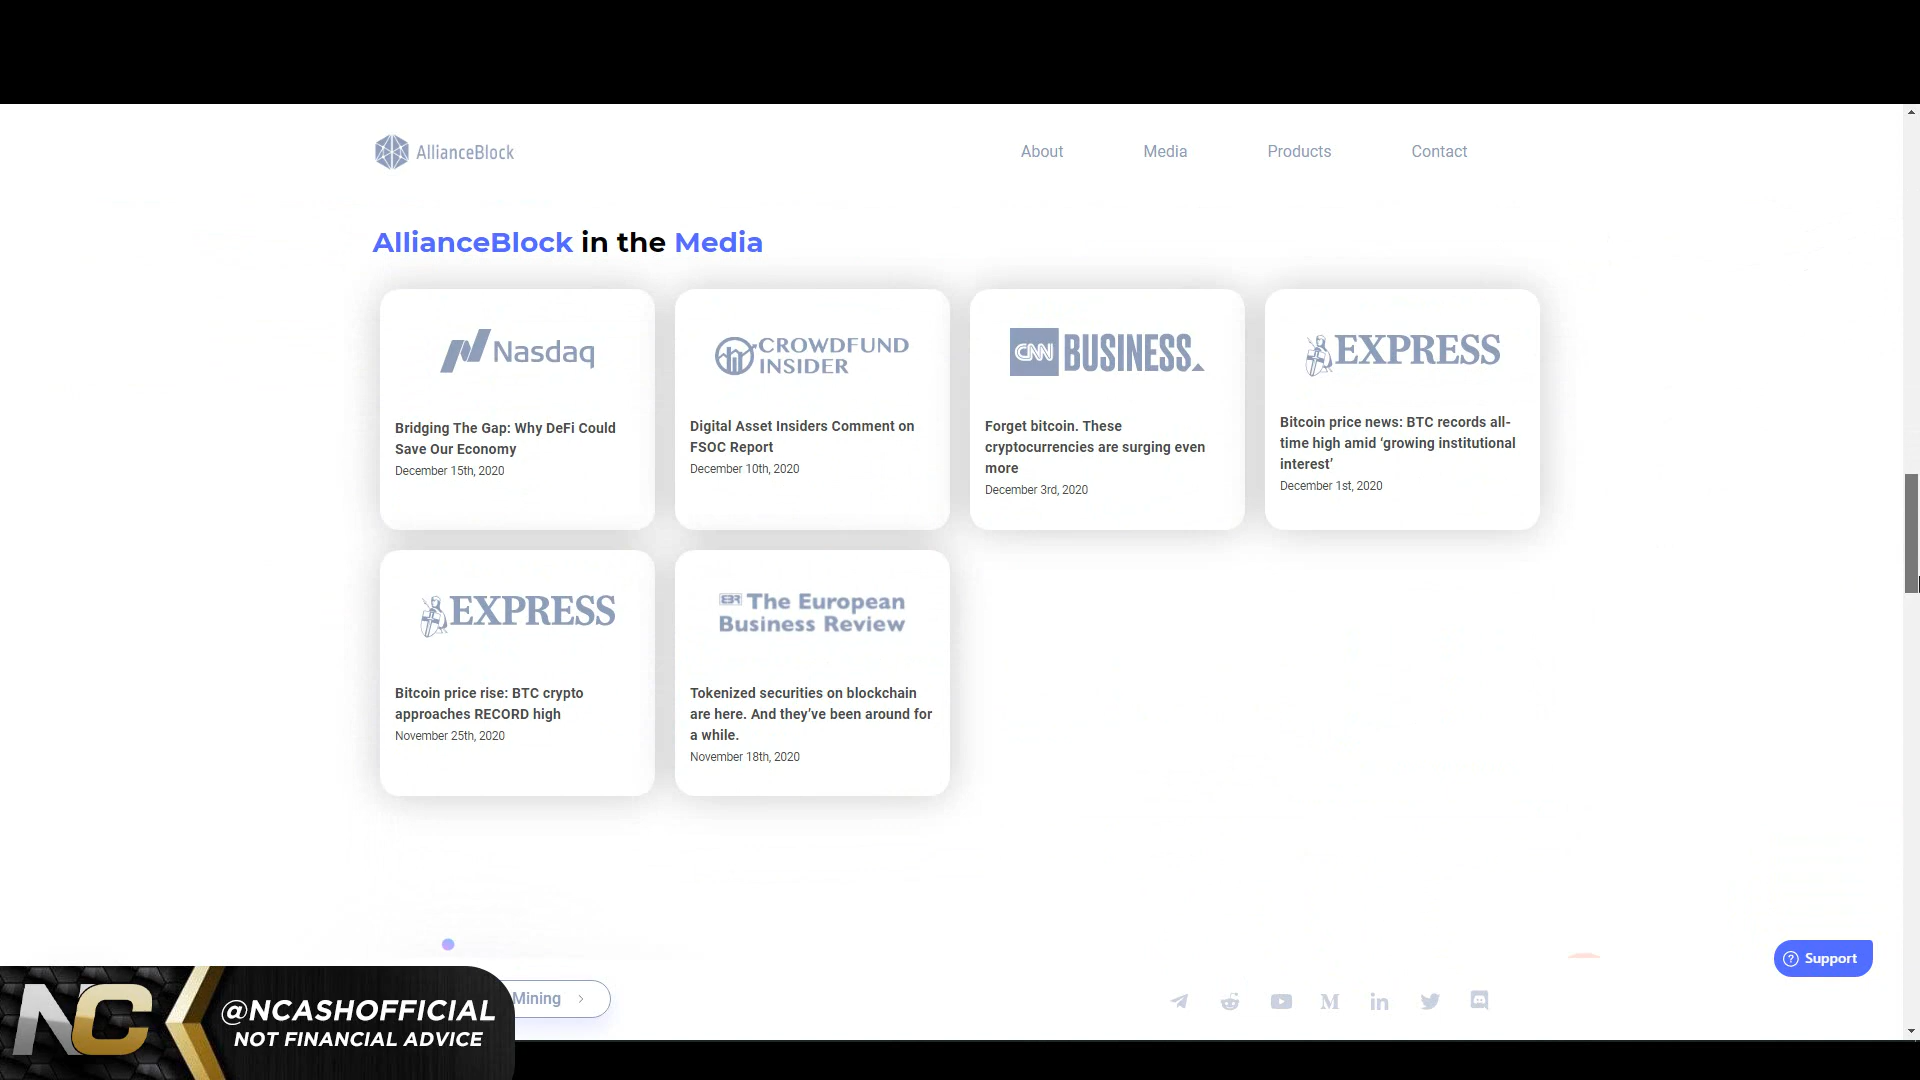 AllianceBlock
About
Media
Products
Contact
AllianceBlock in the Media
Nasdaq
Bridging The Gap: Why DeFi Could
Save Our Economy
December 15th, 2020
CROWDFUND
INSIDER
Digital Asset Insiders Comment on
FSOC Report
December 10th, 2020
CNN BUSINESS
Forget bitcoin. These
cryptocurrencies are surging even
more
December 3rd, 2020
EXPRESS
Bitcoin price news: BTC records all-
time high amid ‘growing institutional
interest’
December 1st, 2020
EXPRESS
Bitcoin price rise: BTC crypto
approaches RECORD high
November 25th, 2020
EBR The European
Business Review
Tokenized securities on blockchain
are here. And they’ve been around for
a while.
November 18th, 2020
Support
Mining
NC
@NCASHOFFICIAL
NOT FINANCIAL ADVICE